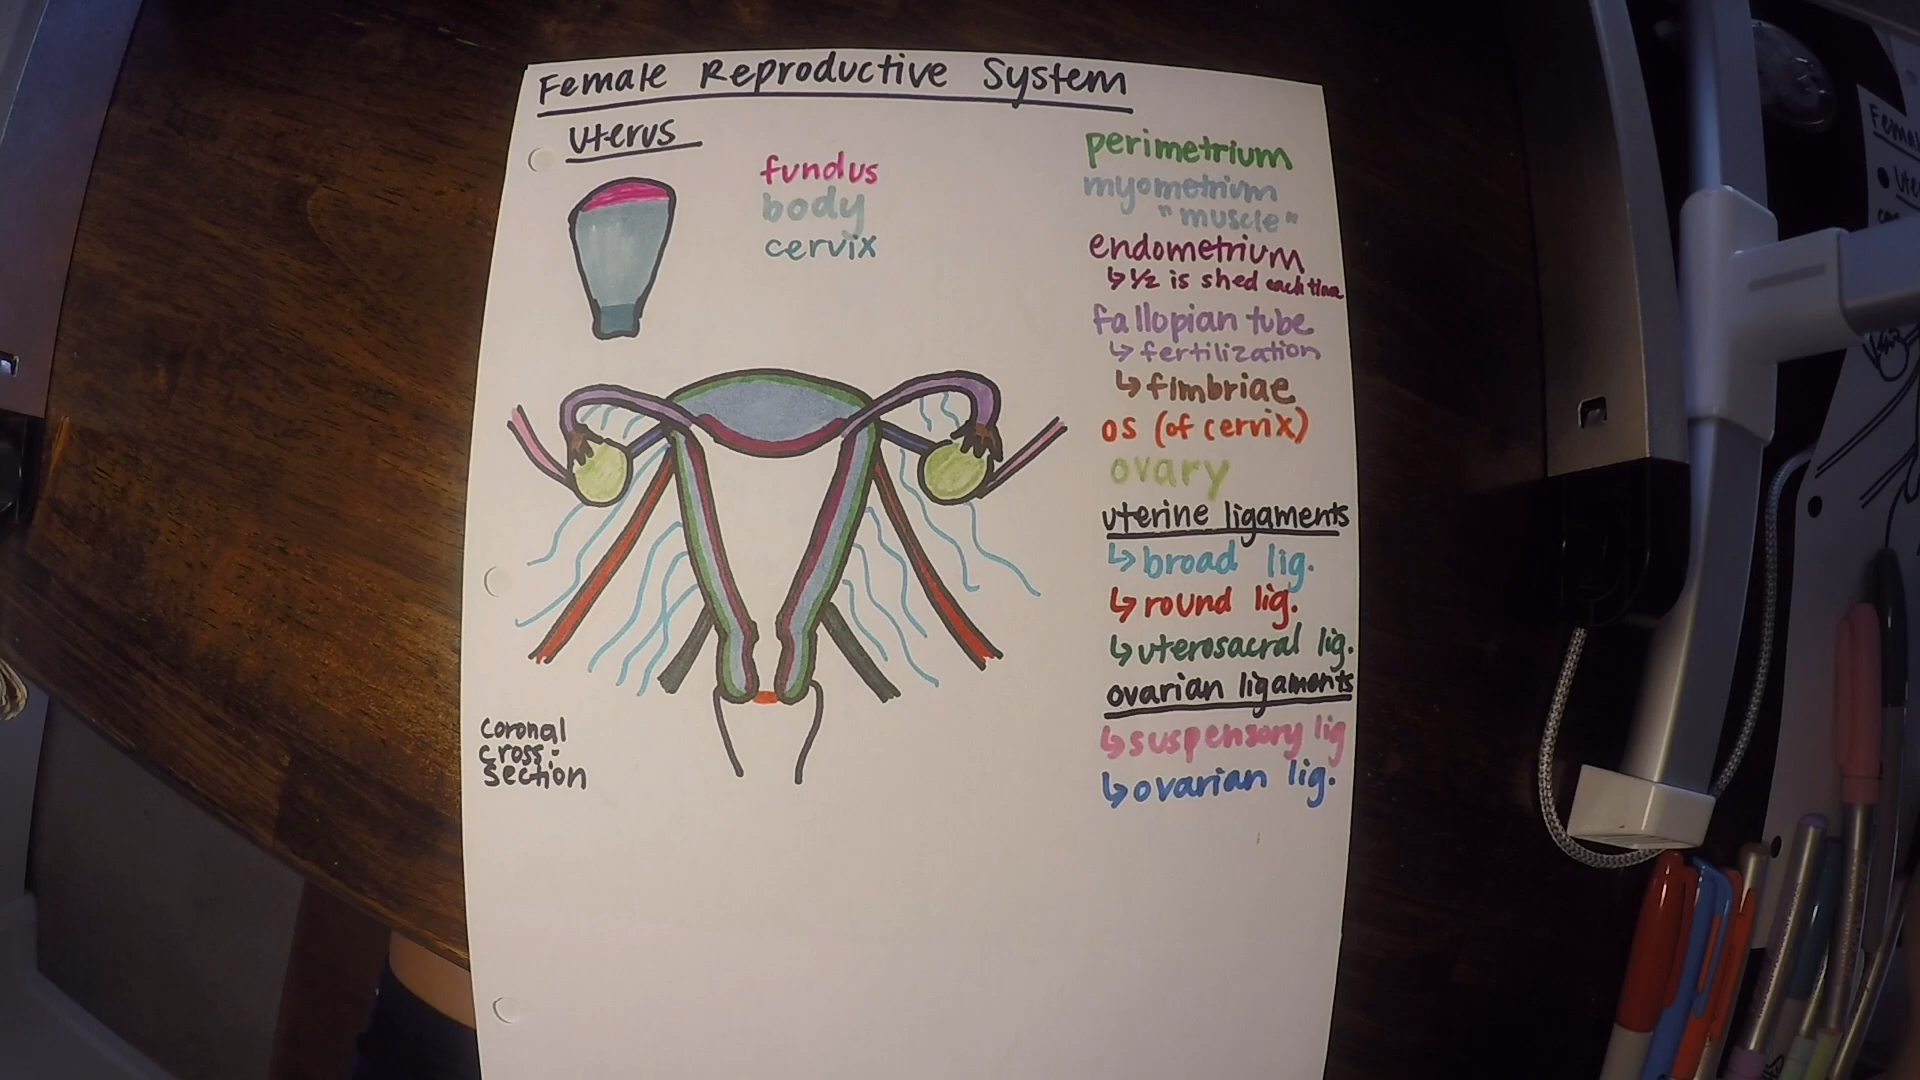 Female Reproductive System
Uterus
fundus
body
cervix
perimetrium
myometrium
"muscle"
endometrium
↳ 1/2 is shed each time
fallopian tube
↳ fertilization
↳ fimbriae
os (of cervix)
ovary
uterine ligaments
↳ broad lig.
↳ round lig.
↳ uterosacral lig.
ovarian ligaments
↳ suspensory lig
↳ ovarian lig.
coronal
cross-
section